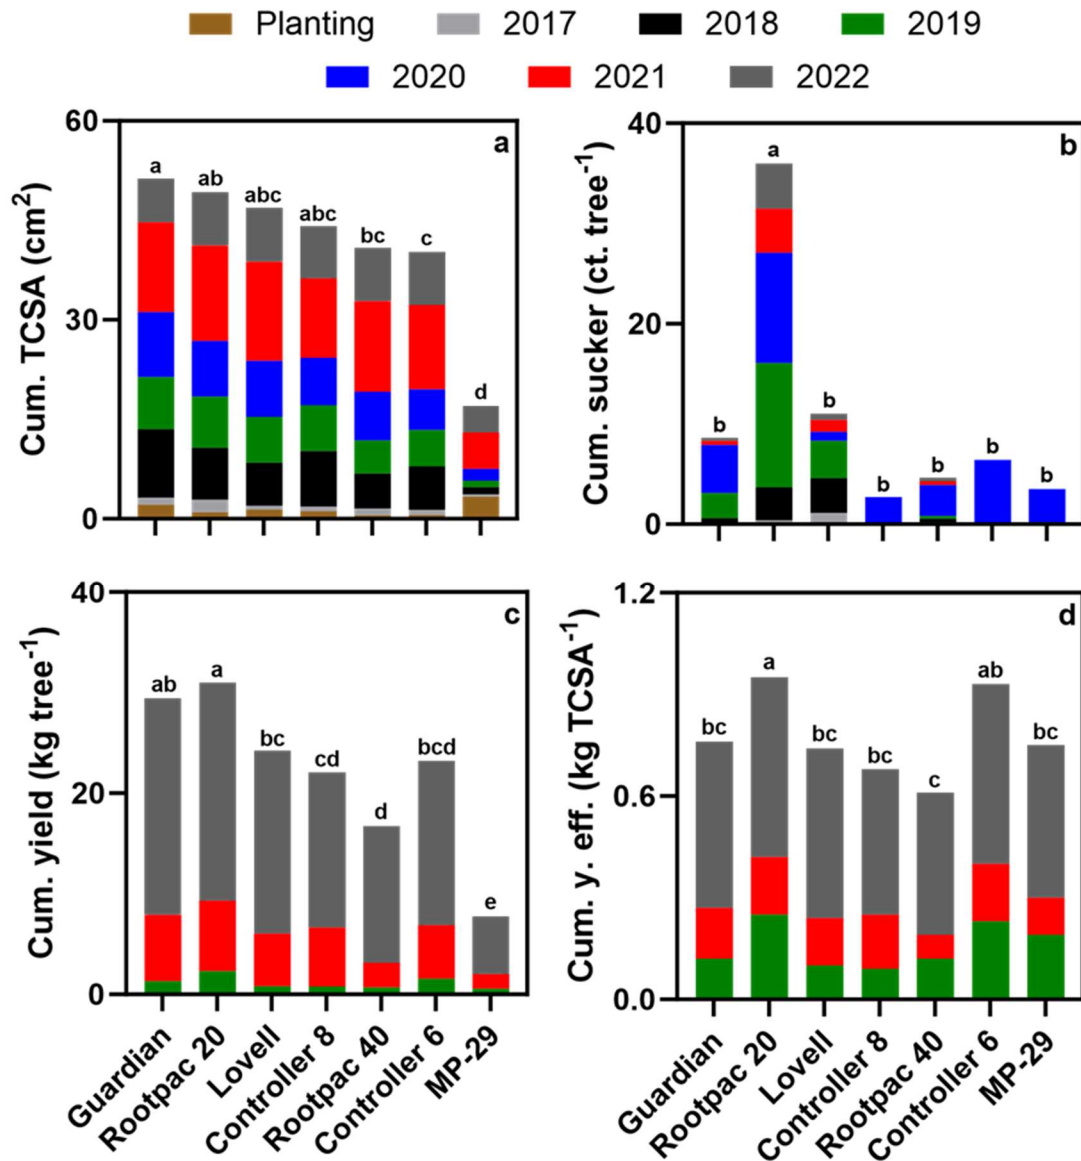 Planting 2017 2018 2019
2020 2021 2022
60
30
0
Cum. TCSA (cm²)
a
a
ab
abc
abc
bc
c
d
40
20
0
Cum. sucker (ct. tree⁻¹)
b
b
a
b
b
b
b
b
40
20
0
Cum. yield (kg tree⁻¹)
c
ab
a
bc
cd
d
bcd
e
Guardian
Rootpac 20
Lovell
Controller 8
Rootpac 40
Controller 6
MP-29
1.2
0.6
0.0
Cum. y. eff. (kg TCSA⁻¹)
d
bc
a
bc
bc
c
ab
bc
Guardian
Rootpac 20
Lovell
Controller 8
Rootpac 40
Controller 6
MP-29